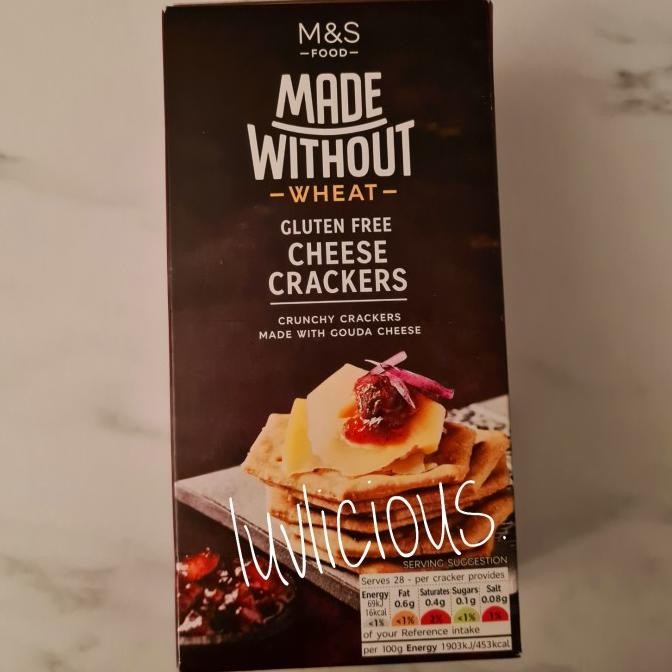 M&S
FOOD
MADE
WITHOUT
WHEAT
GLUTEN FREE
CHEESE
CRACKERS
CRUNCHY CRACKERS
MADE WITH GOUDA CHEESE
luvlicious.
SERVING SUGGESTION
Serves 28 - per cracker provides
Energy Fat Saturates Sugars Salt
69kJ 0.6g 0.4g 0.1g 0.08g
16kcal
<1% <1% 2% <1% 1%
of your Reference intake
per 100g Energy 1903kJ/453kcal